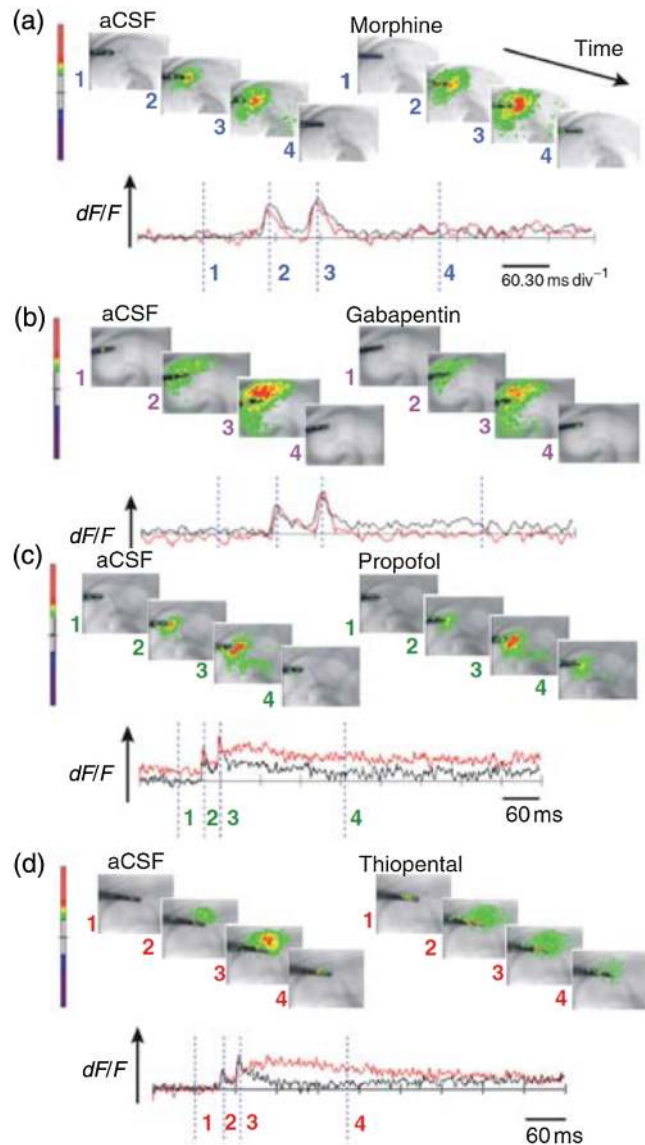 (a)
aCSF Morphine
Time
1 2 3 4 1 2 3 4
dF/F
1 2 3 4
60.30 ms div⁻¹
(b)
aCSF Gabapentin
1 2 3 4 1 2 3 4
(c)
aCSF Propofol
1 2 3 4 1 2 3 4
dF/F
1 2 3 4
60 ms
(d)
aCSF Thiopental
1 2 3 4 1 2 3 4
dF/F
1 2 3 4
60 ms